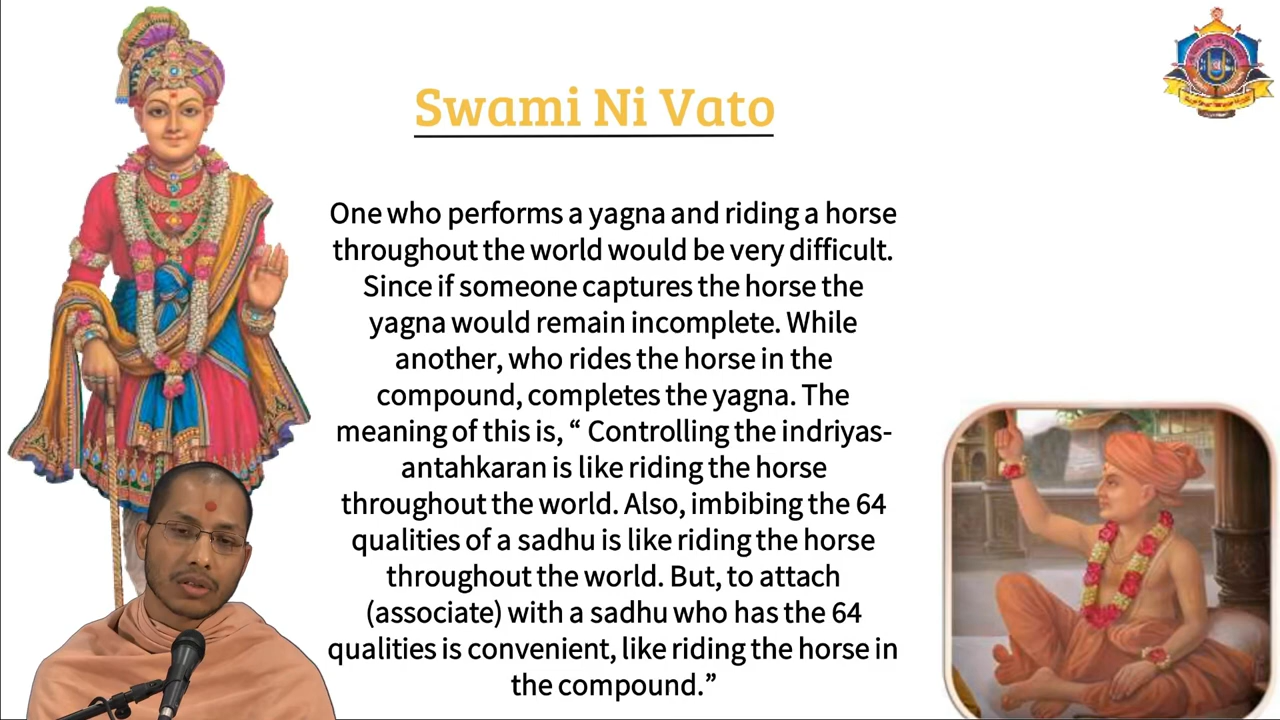 Swami Ni Vato
One who performs a yagna and riding a horse
throughout the world would be very difficult.
Since if someone captures the horse the
yagna would remain incomplete. While
another, who rides the horse in the
compound, completes the yagna. The
meaning of this is, “ Controlling the indriyas-
antahkaran is like riding the horse
throughout the world. Also, imbibing the 64
qualities of a sadhu is like riding the horse
throughout the world. But, to attach
(associate) with a sadhu who has the 64
qualities is convenient, like riding the horse in
the compound.”